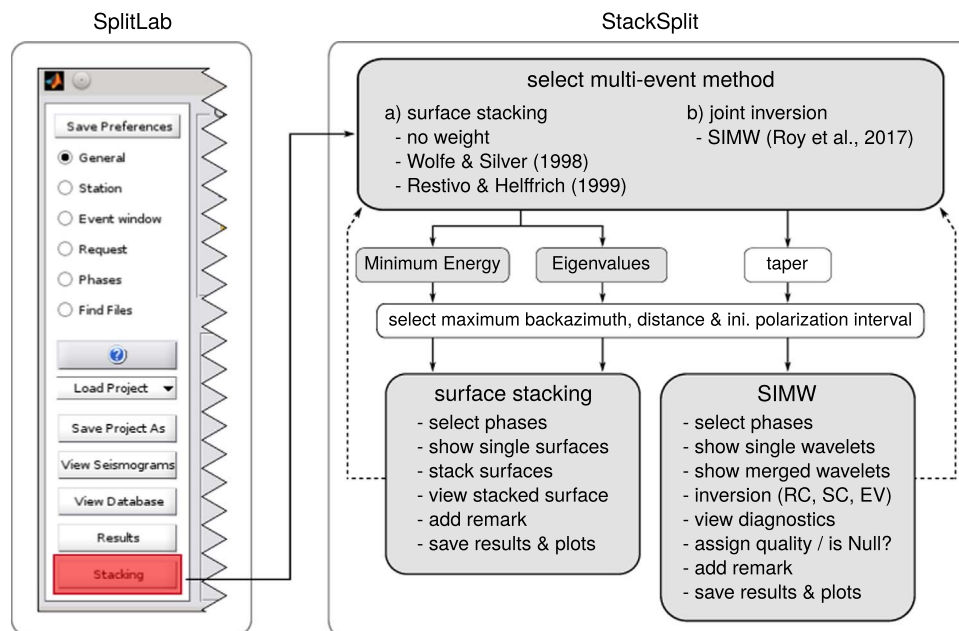 SplitLab
Save Preferences
General
Station
Event window
Request
Phases
Find Files
?
Load Project
Save Project As
View Seismograms
View Database
Results
Stacking
StackSplit
select multi-event method
a) surface stacking
- no weight
- Wolfe & Silver (1998)
- Restivo & Helffrich (1999)
b) joint inversion
- SIMW (Roy et al., 2017)
Minimum Energy
Eigenvalues
taper
select maximum backazimuth, distance & ini. polarization interval
surface stacking
- select phases
- show single surfaces
- stack surfaces
- view stacked surface
- add remark
- save results & plots
SIMW
- select phases
- show single wavelets
- show merged wavelets
- inversion (RC, SC, EV)
- view diagnostics
- assign quality / is Null?
- add remark
- save results & plots